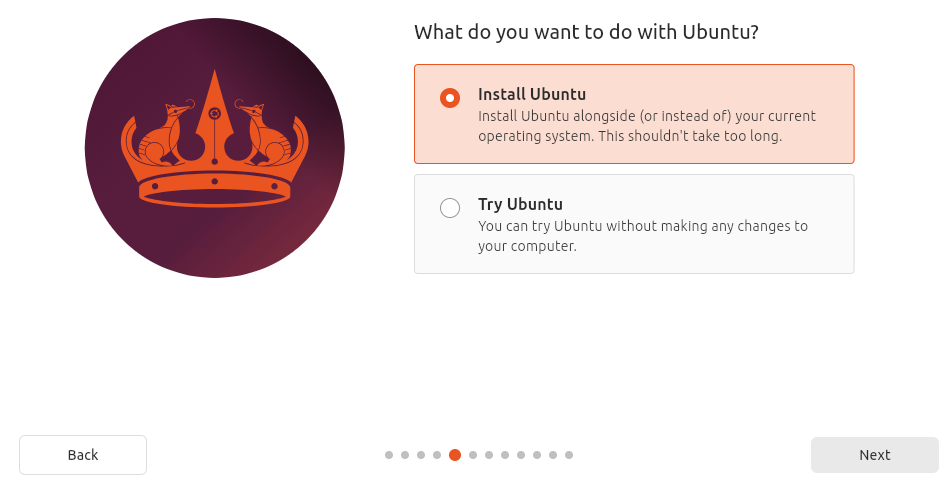 What do you want to do with Ubuntu?
Install Ubuntu
Install Ubuntu alongside (or instead of) your current
operating system. This shouldn't take too long.
Try Ubuntu
You can try Ubuntu without making any changes to
your computer.
Back
Next